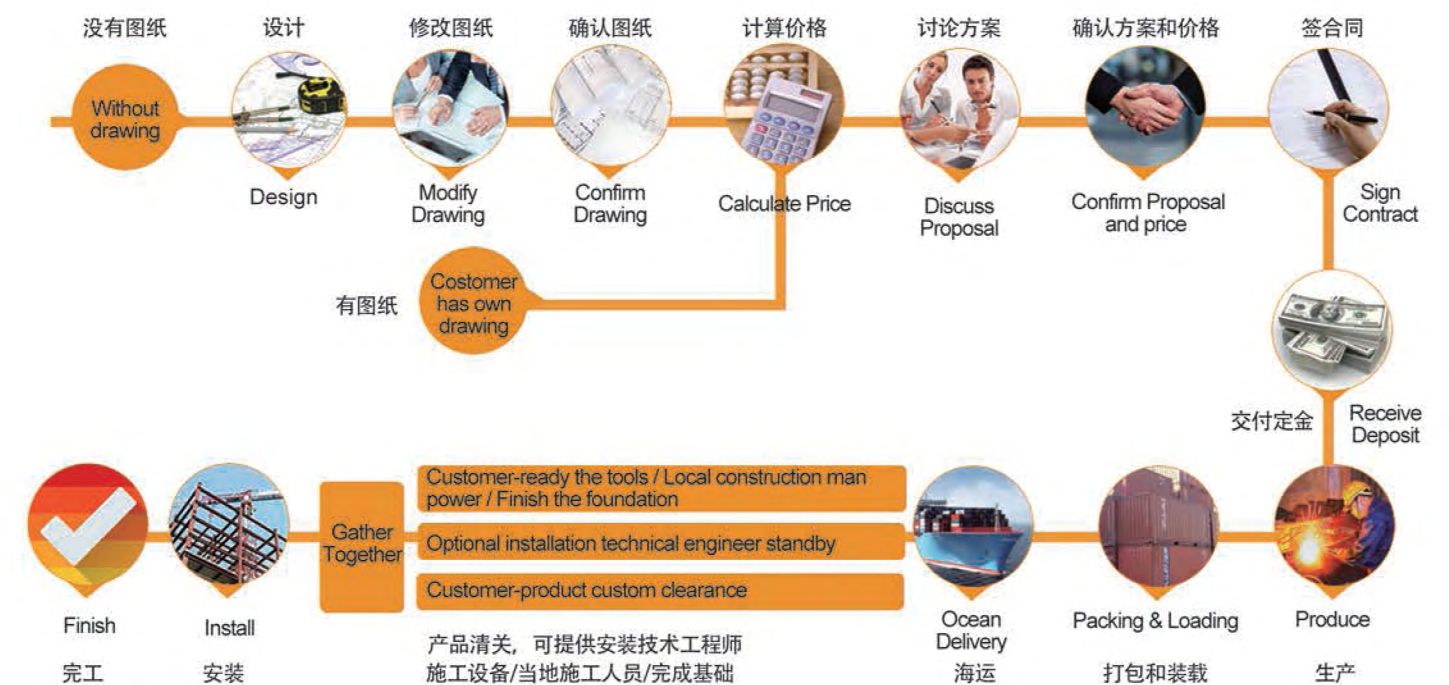 没有图纸
设计
修改图纸
确认图纸
计算价格
讨论方案
确认方案和价格
签合同
Without
drawing
Design
Modify
Drawing
Confirm
Drawing
Calculate Price
Discuss
Proposal
Confirm Proposal
and price
Sign
Contract
有图纸
Costomer
has own
drawing
交付定金
Receive
Deposit
Customer-ready the tools / Local construction man
power / Finish the foundation
Gather
Together
Optional installation technical engineer standby
Customer-product custom clearance
Finish
Install
Ocean
Delivery
Packing & Loading
Produce
产品清关，可提供安装技术工程师
施工设备/当地施工人员/完成基础
完工
安装
海运
打包和装载
生产